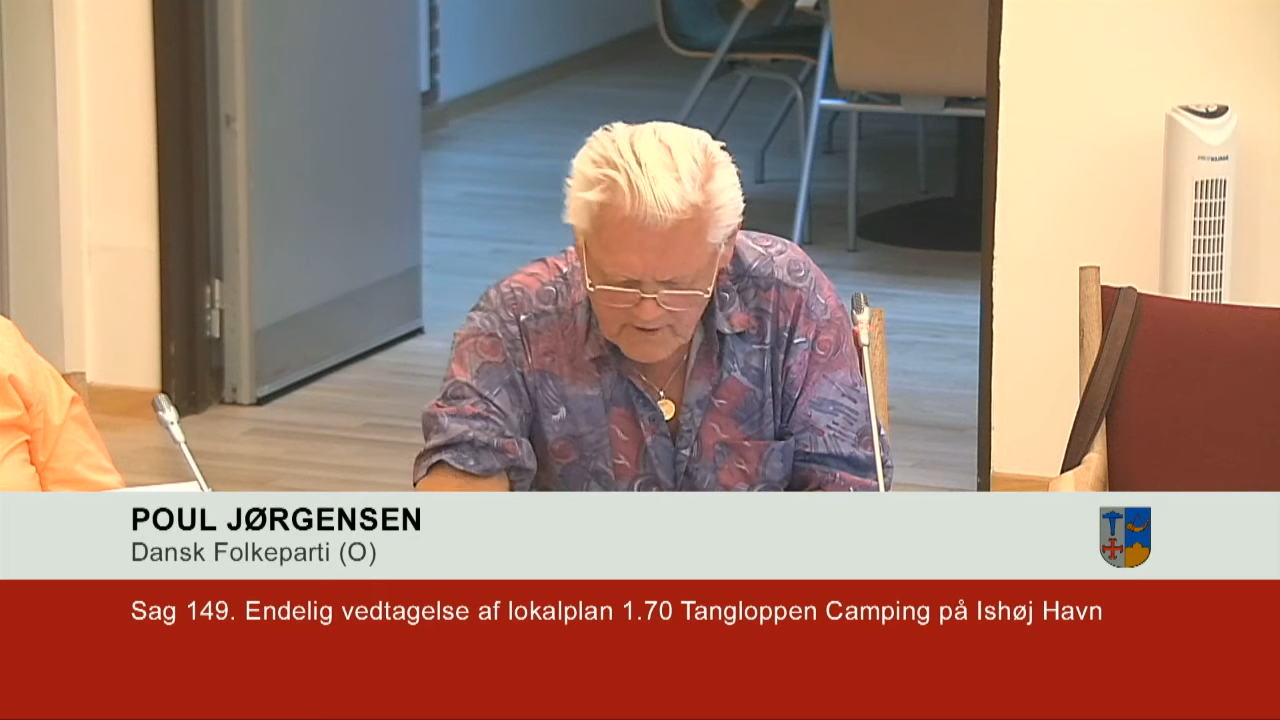 POUL JØRGENSEN
Dansk Folkeparti (O)
Sag 149. Endelig vedtagelse af lokalplan 1.70 Tangloppen Camping på Ishøj Havn